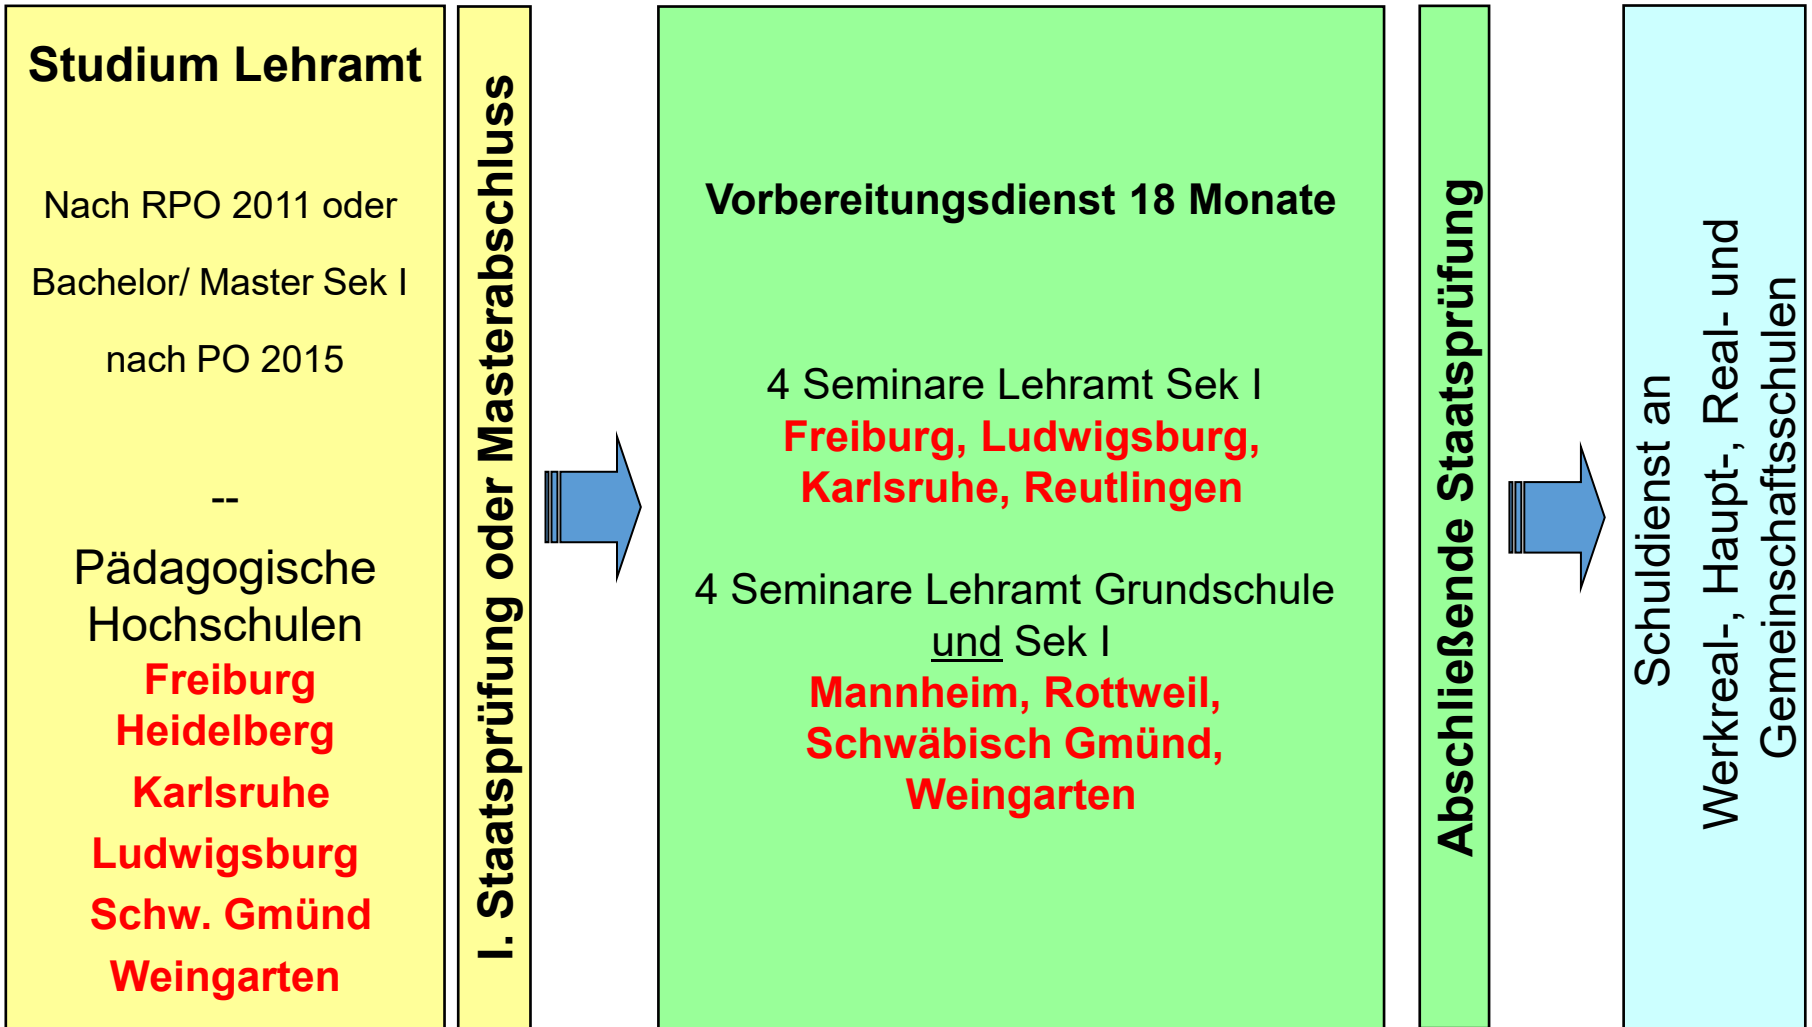 Studium Lehramt
Nach RPO 2011 oder
Bachelor/ Master Sek I
nach PO 2015
--
Pädagogische
Hochschulen
Freiburg
Heidelberg
Karlsruhe
Ludwigsburg
Schw. Gmünd
Weingarten
I. Staatsprüfung oder Masterabschluss
Vorbereitungsdienst 18 Monate
4 Seminare Lehramt Sek I
Freiburg, Ludwigsburg,
Karlsruhe, Reutlingen
4 Seminare Lehramt Grundschule
und Sek I
Mannheim, Rottweil,
Schwäbisch Gmünd,
Weingarten
Abschließende Staatsprüfung
Schuldienst an
Werkreal-, Haupt-, Real- und
Gemeinschaftsschulen